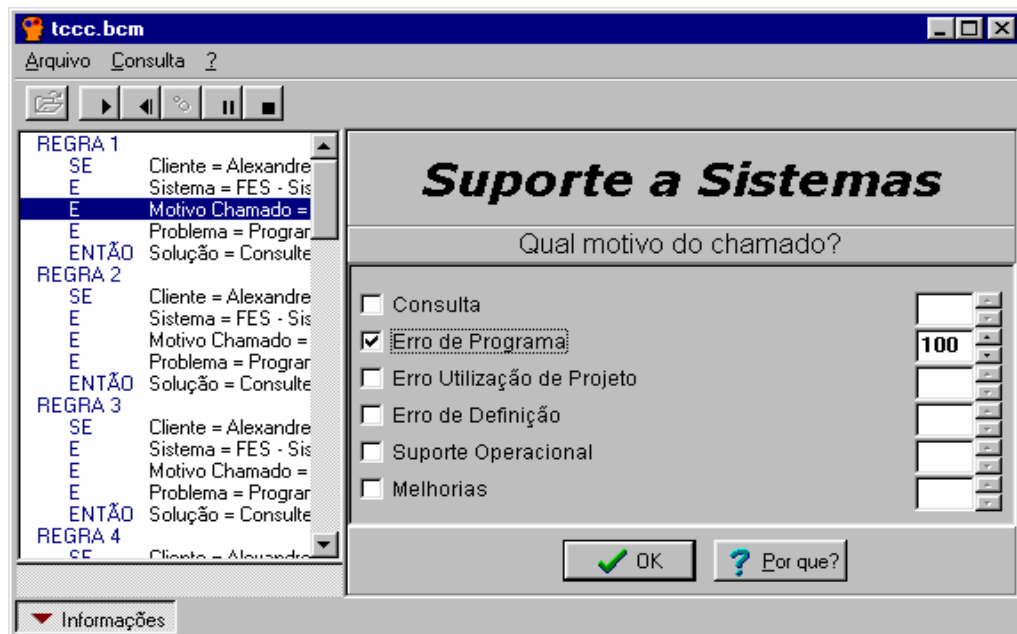 tccc.bcm
Arquivo Consulta ?
REGRA 1
SE Cliente = Alexandre
E Sistema = FES - Sis
E Motivo Chamado =
E Problema = Prograr
ENTÃO Solução = Consulte
REGRA 2
SE Cliente = Alexandre
E Sistema = FES - Sis
E Motivo Chamado =
E Problema = Prograr
ENTÃO Solução = Consulte
REGRA 3
SE Cliente = Alexandre
E Sistema = FES - Sis
E Motivo Chamado =
E Problema = Prograr
ENTÃO Solução = Consulte
REGRA 4
SE Cliente = Alexandre
Suporte a Sistemas
Qual motivo do chamado?
Consulta
Erro de Programa 100
Erro Utilização de Projeto
Erro de Definição
Suporte Operacional
Melhorias
OK
? Por que?
Informações